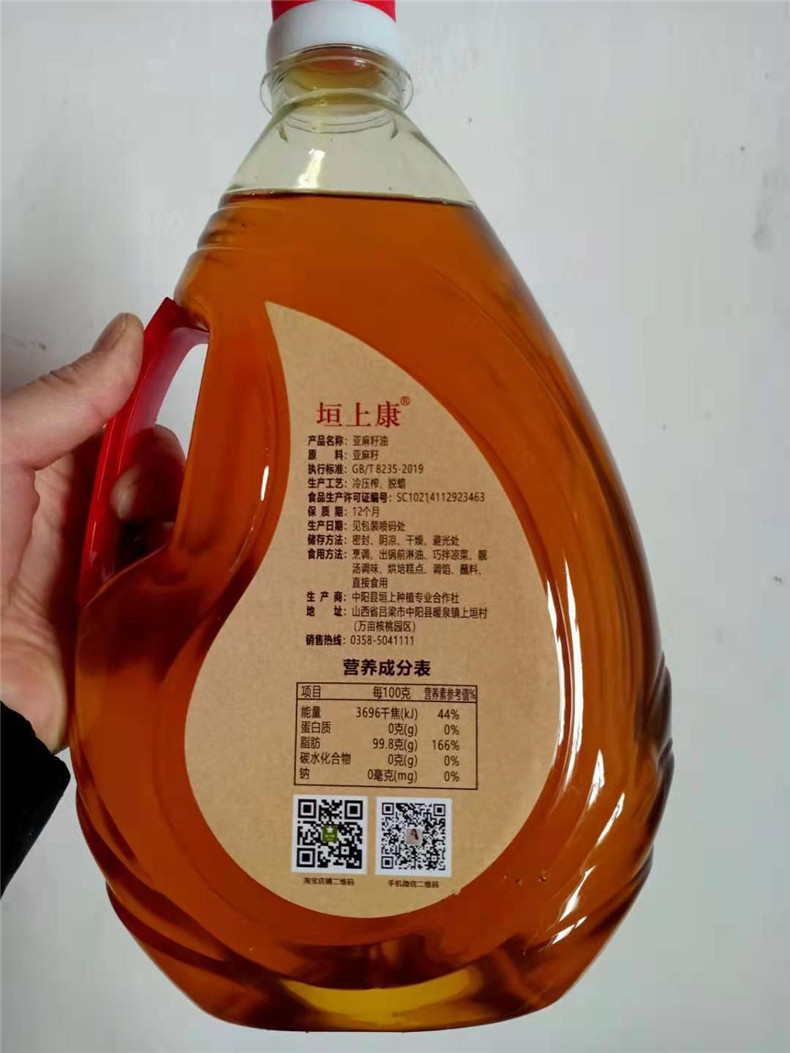 垣上康®
产品名称：亚麻籽油
原 料：亚麻籽
执行标准：GB/T 8235-2019
生产工艺：冷压榨、脱蜡
食品生产许可证编号：SC10214112923463
保 质 期：12个月
生产日期：见包装喷码处
储存方法：密封、阴凉、干燥、避光处
食用方法：烹调、出锅前淋油、巧拌凉菜、靓
汤调味、烘培糕点、调馅、蘸料、
直接食用
生 产 商：中阳县垣上种植专业合作社
地 址：山西省吕梁市中阳县暖泉镇上垣村
（万亩核桃园区）
销售热线：0358-5041111
营养成分表
项目 每100克 营养素参考值%
能量 3696千焦(kJ) 44%
蛋白质 0克(g) 0%
脂肪 99.8克(g) 166%
碳水化合物 0克(g) 0%
钠 0毫克(mg) 0%
淘宝店铺二维码 手机微信二维码